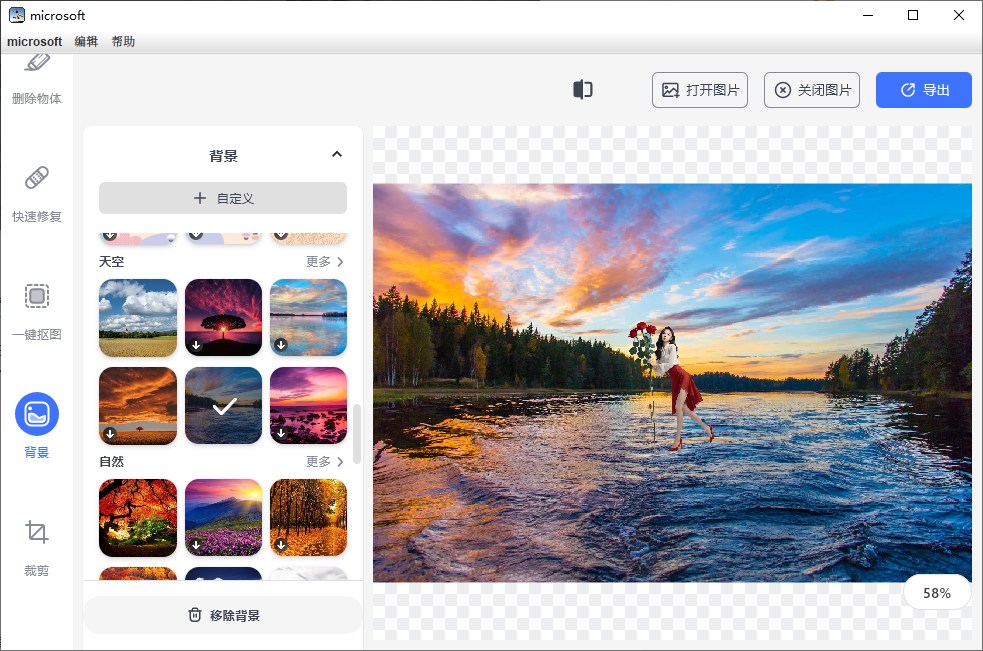 microsoft
microsoft 编辑 帮助
删除物体
快速修复
一键抠图
背景
裁剪
打开图片
关闭图片
导出
背景
自定义
天空 更多
自然 更多
移除背景
58%